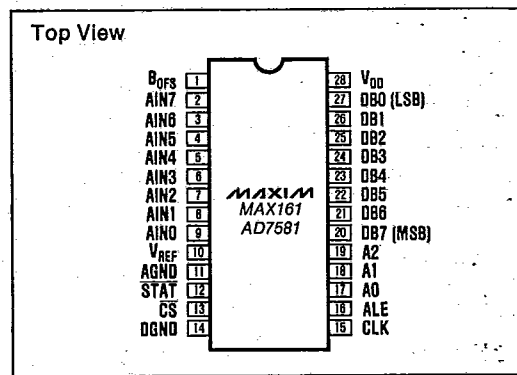 Top View
BOFS 1
AIN7 2
AIN6 3
AIN5 4
AIN4 5
AIN3 6
AIN2 7
AIN1 8
AIN0 9
VREF 10
AGND 11
STAT 12
CS 13
DGND 14
MAXIM
MAX161
AD7581
28 VDD
27 DB0 (LSB)
26 DB1
25 DB2
24 DB3
23 DB4
22 DB5
21 DB6
20 DB7 (MSB)
19 A2
18 A1
17 A0
16 ALE
15 CLK